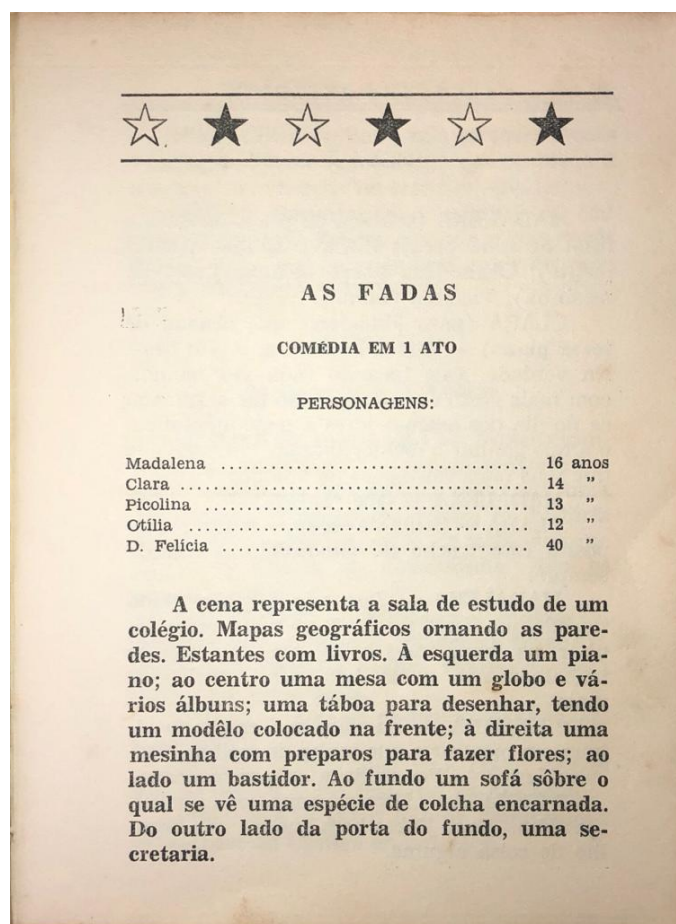 AS FADAS
COMÉDIA EM 1 ATO
PERSONAGENS:
Madalena ..................................... 16 anos
Clara .......................................... 14 "
Picolina ....................................... 13 "
Otília ......................................... 12 "
D. Felícia ..................................... 40 "
A cena representa a sala de estudo de um
colégio. Mapas geográficos ornando as pare-
des. Estantes com livros. À esquerda um pia-
no; ao centro uma mesa com um globo e vá-
rios álbuns; uma táboa para desenhar, tendo
um modêlo colocado na frente; à direita uma
mesinha com preparos para fazer flores; ao
lado um bastidor. Ao fundo um sofá sôbre o
qual se vê uma espécie de colcha encarnada.
Do outro lado da porta do fundo, uma se-
cretaria.